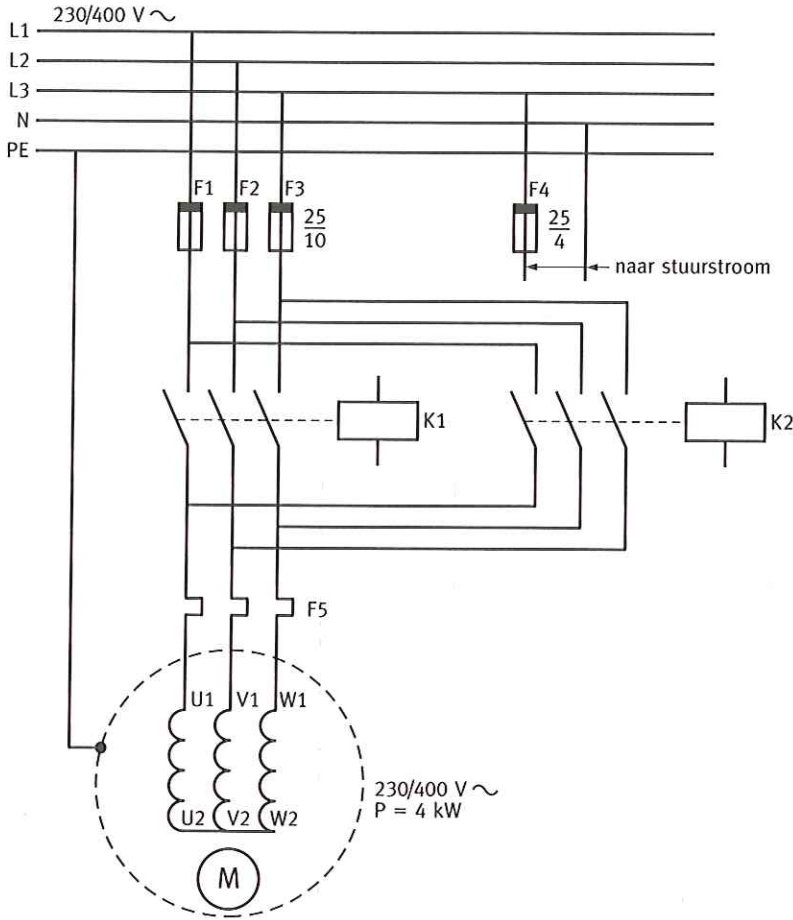 230/400 V ~
L1
L2
L3
N
PE
F1 F2 F3 F4
25
10
25
4
naar stuurstroom
K1
K2
F5
U1 V1 W1
230/400 V ~
P = 4 kW
U2 V2 W2
M